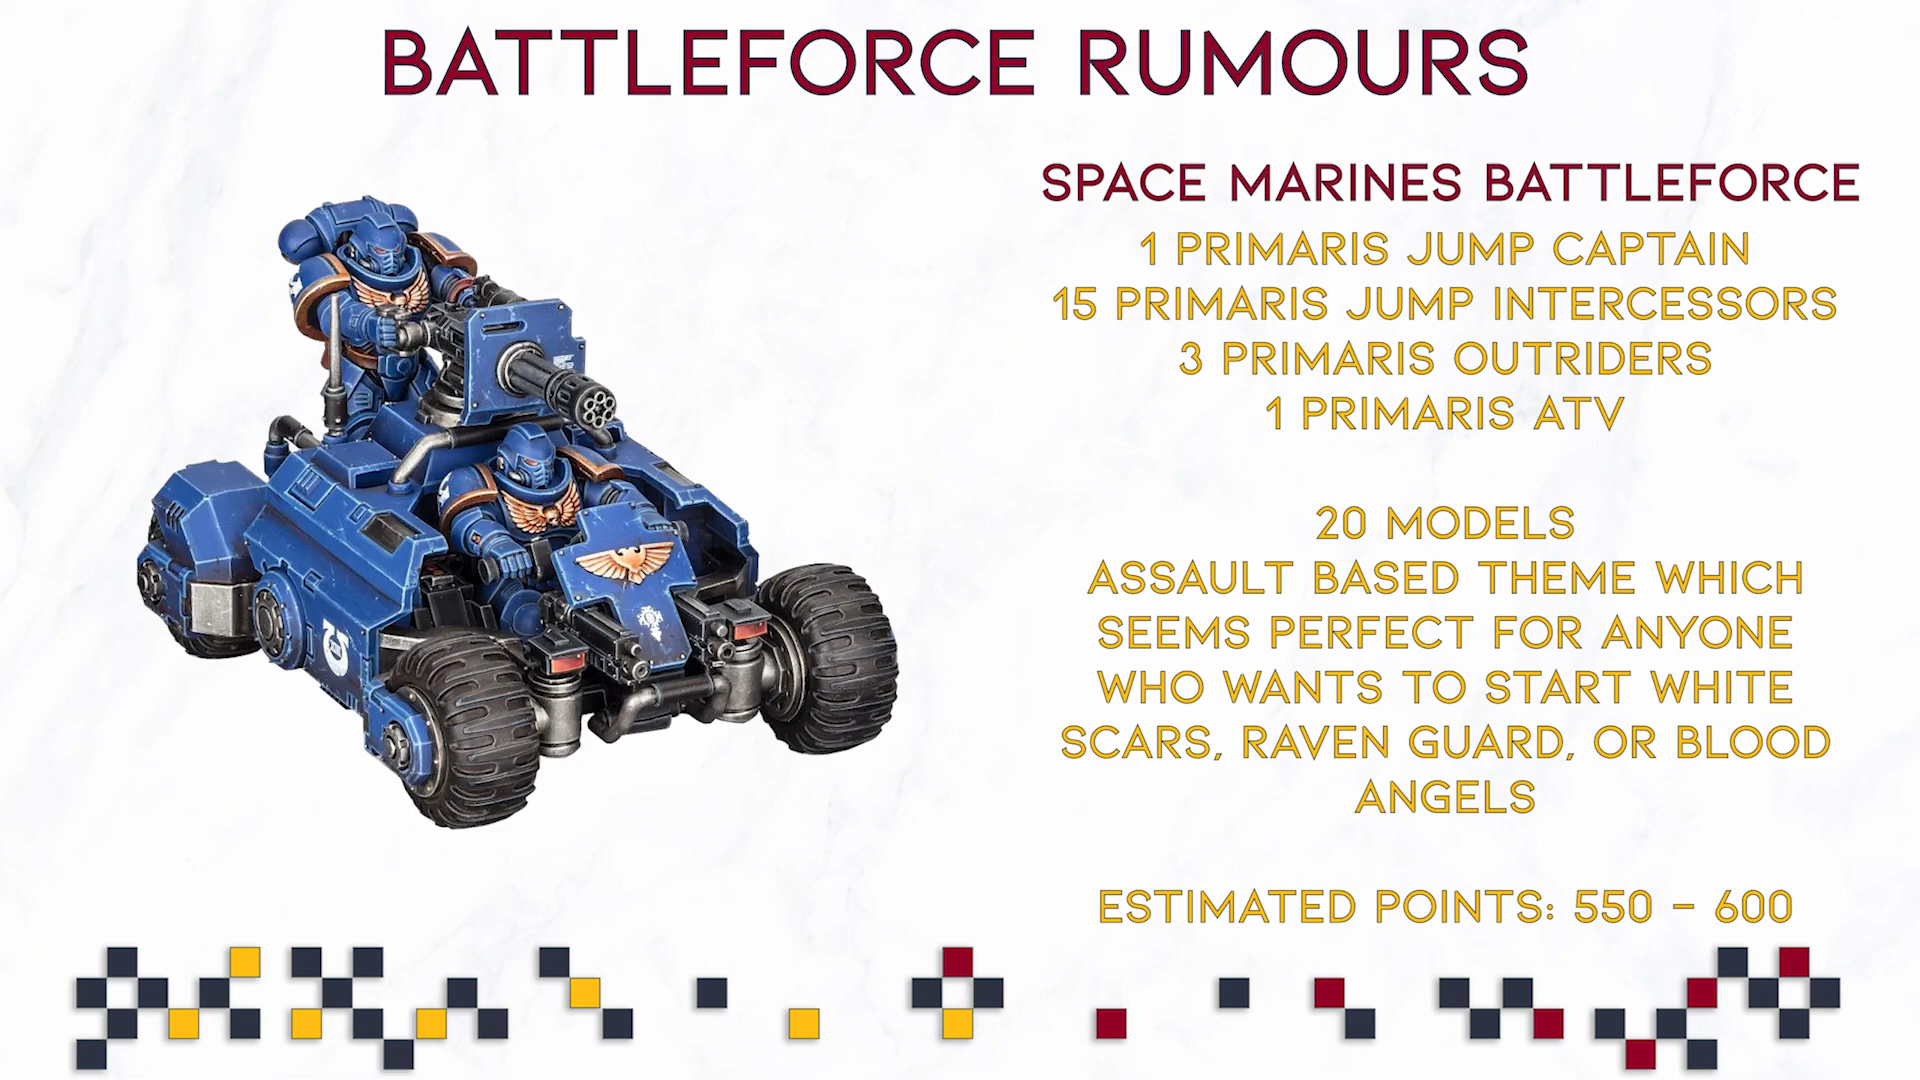 BATTLEFORCE RUMOURS
SPACE MARINES BATTLEFORCE
1 PRIMARIS JUMP CAPTAIN
15 PRIMARIS JUMP INTERCESSORS
3 PRIMARIS OUTRIDERS
1 PRIMARIS ATV
20 MODELS
ASSAULT BASED THEME WHICH
SEEMS PERFECT FOR ANYONE
WHO WANTS TO START WHITE
SCARS, RAVEN GUARD, OR BLOOD
ANGELS
ESTIMATED POINTS: 550 - 600